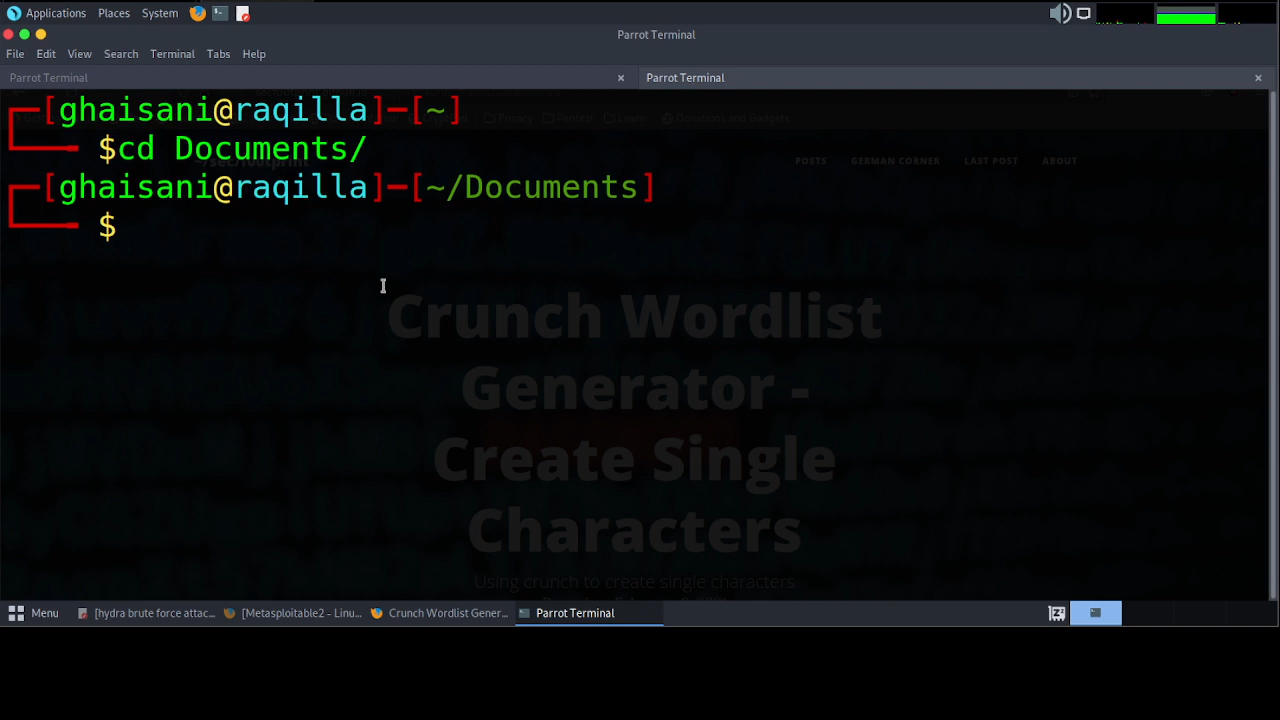 Applications Places System
Parrot Terminal
File Edit View Search Terminal Tabs Help
Parrot Terminal × Parrot Terminal ×
┌─[ghaisani@raqilla]─[~]
└──╼ $cd Documents/
┌─[ghaisani@raqilla]─[~/Documents]
└──╼ $
POSTS GERMAN CORNER LAST POST ABOUT
Crunch Wordlist
Generator -
Create Single
Characters
Using crunch to create single characters
Menu [hydra brute force attac... [Metasploitable2 - Linu... Crunch Wordlist Gener... Parrot Terminal